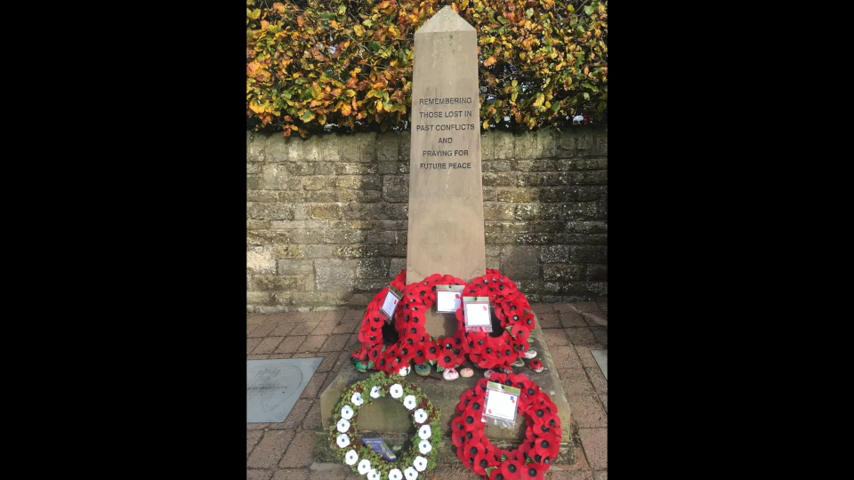 REMEMBERING
THOSE LOST IN
PAST CONFLICTS
AND
PRAYING FOR
FUTURE PEACE